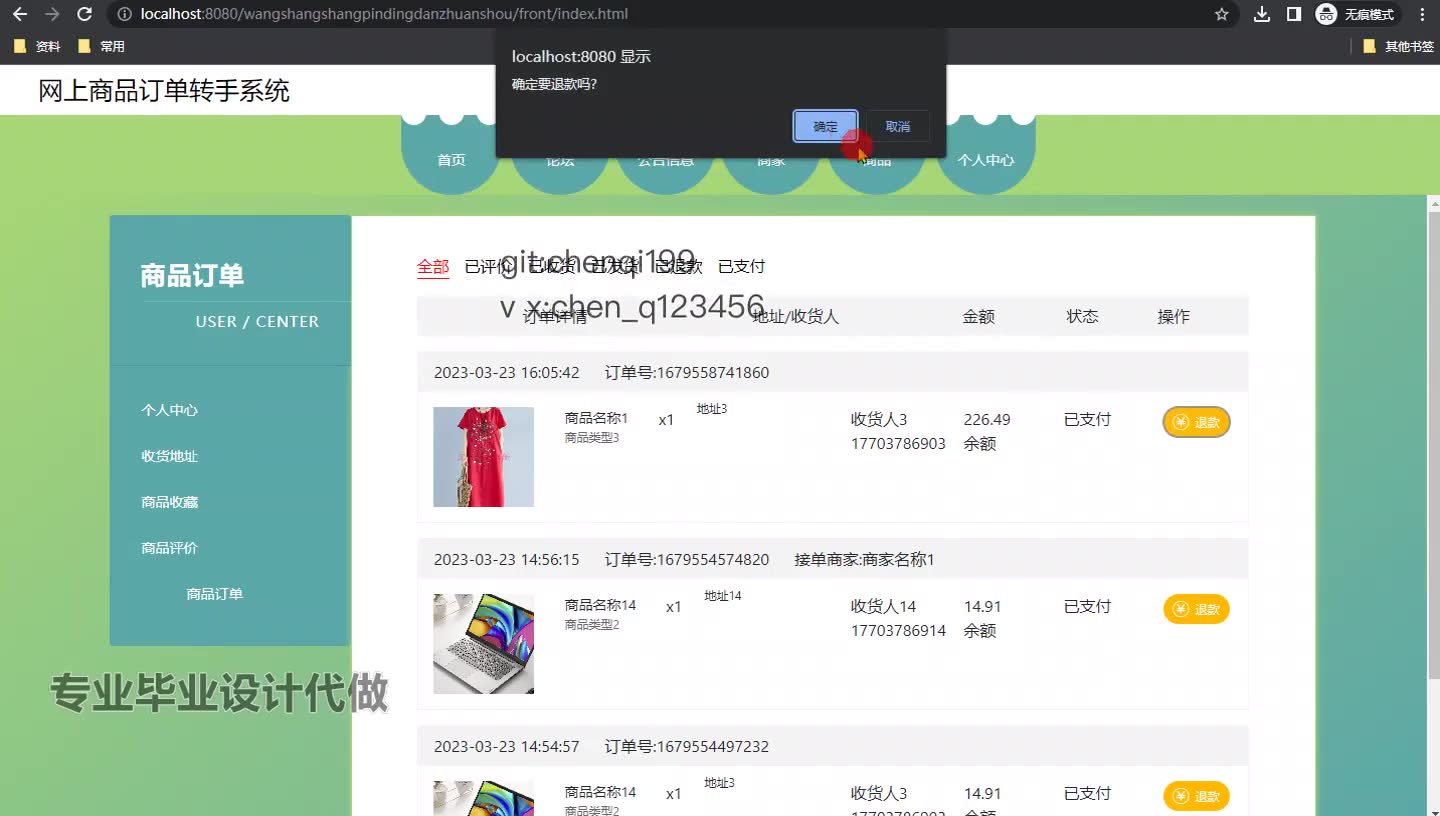 localhost:8080/wangshangshangpindingdanzhuanshou/front/index.html
无痕模式
资料 常用 其他书签
localhost:8080 显示
确定要退款吗?
确定 取消
网上商品订单转手系统
首页 论坛 公告信息 商家 商品 个人中心
商品订单
USER / CENTER
个人中心
收货地址
商品收藏
商品评价
商品订单
全部 已评价 已收货 已发货 已退款 已支付
git:chenqi199
v x:chen_q123456
订单详情 地址/收货人 金额 状态 操作
2023-03-23 16:05:42 订单号:1679558741860
商品名称1 x1 地址3 收货人3 226.49 已支付 退款
商品类型3 17703786903 余额
2023-03-23 14:56:15 订单号:1679554574820 接单商家:商家名称1
商品名称14 x1 地址14 收货人14 14.91 已支付 退款
商品类型2 17703786914 余额
2023-03-23 14:54:57 订单号:1679554497232
商品名称14 x1 地址3 收货人3 14.91 已支付 退款
商品类型2 17703786903 余额
专业毕业设计代做